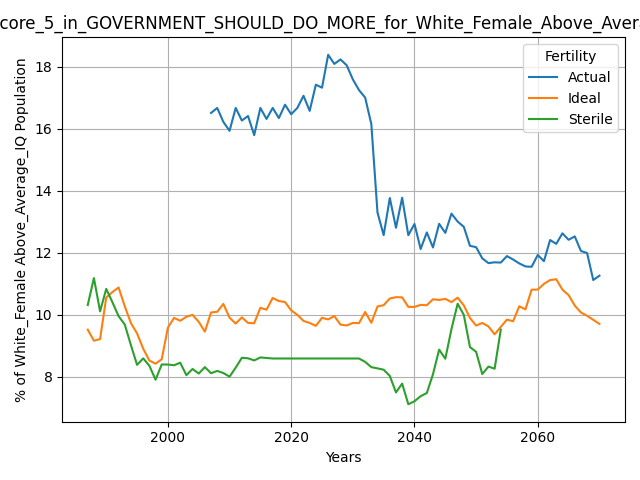 core_5_in_GOVERNMENT_SHOULD_DO_MORE_for_White_Female_Above_Aver
Fertility
Actual
Ideal
Sterile
% of White_Female Above_Average_IQ Population
18
16
14
12
10
8
2000 2020 2040 2060
Years